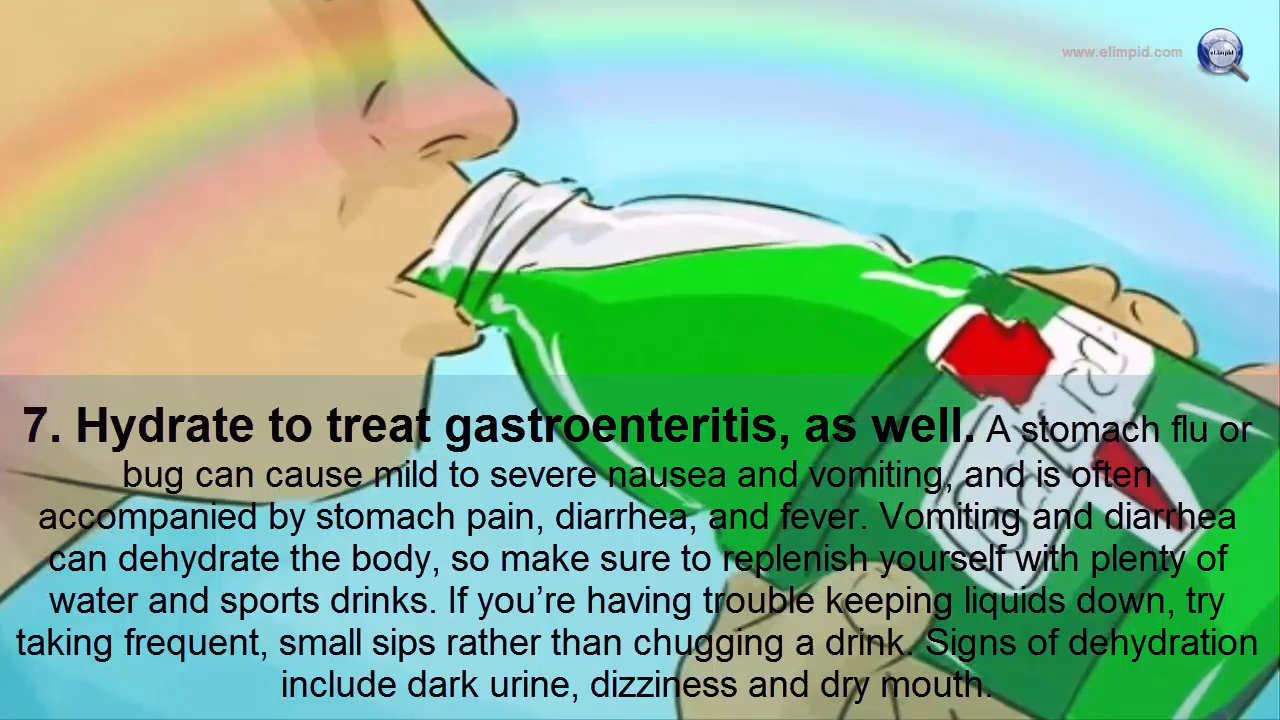 www.elimpid.com
eLimpid
7. Hydrate to treat gastroenteritis, as well. A stomach flu or
bug can cause mild to severe nausea and vomiting, and is often
accompanied by stomach pain, diarrhea, and fever. Vomiting and diarrhea
can dehydrate the body, so make sure to replenish yourself with plenty of
water and sports drinks. If you’re having trouble keeping liquids down, try
taking frequent, small sips rather than chugging a drink. Signs of dehydration
include dark urine, dizziness and dry mouth.